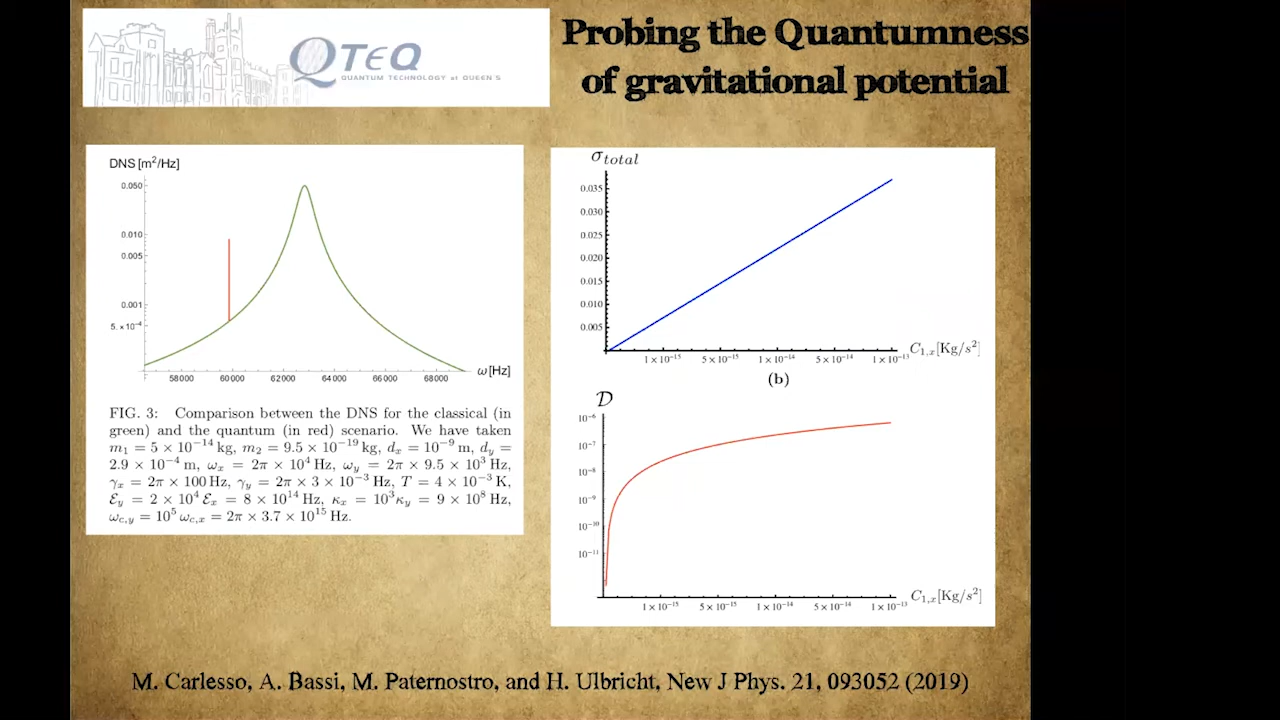 QTEQ
QUANTUM TECHNOLOGY at QUEEN'S
Probing the Quantumness
of gravitational potential
DNS [m²/Hz]
0.050
0.010
0.005
0.001
5. × 10⁻⁴
58000 60000 62000 64000 66000 68000
ω[Hz]
FIG. 3: Comparison between the DNS for the classical (in
green) and the quantum (in red) scenario. We have taken
m₁ = 5 × 10⁻¹⁴ kg, m₂ = 9.5 × 10⁻¹⁹ kg, dₓ = 10⁻⁹ m, d_y =
2.9 × 10⁻⁴ m, ωₓ = 2π × 10⁴ Hz, ω_y = 2π × 9.5 × 10³ Hz,
γₓ = 2π × 100 Hz, γ_y = 2π × 3 × 10⁻³ Hz, T = 4 × 10⁻³ K,
ℰ_y = 2 × 10⁴ ℰₓ = 8 × 10¹⁴ Hz, κₓ = 10³κ_y = 9 × 10⁸ Hz,
ω_c,y = 10⁵ ω_c,x = 2π × 3.7 × 10¹⁵ Hz.
σ_total
0.035
0.030
0.025
0.020
0.015
0.010
0.005
1×10⁻¹⁵ 5×10⁻¹⁵ 1×10⁻¹⁴ 5×10⁻¹⁴ 1×10⁻¹³
C₁,ₓ[Kg/s²]
(b)
𝒟
10⁻⁶
10⁻⁷
10⁻⁸
10⁻⁹
10⁻¹⁰
10⁻¹¹
1×10⁻¹⁵ 5×10⁻¹⁵ 1×10⁻¹⁴ 5×10⁻¹⁴ 1×10⁻¹³
C₁,ₓ[Kg/s²]
M. Carlesso, A. Bassi, M. Paternostro, and H. Ulbricht, New J Phys. 21, 093052 (2019)